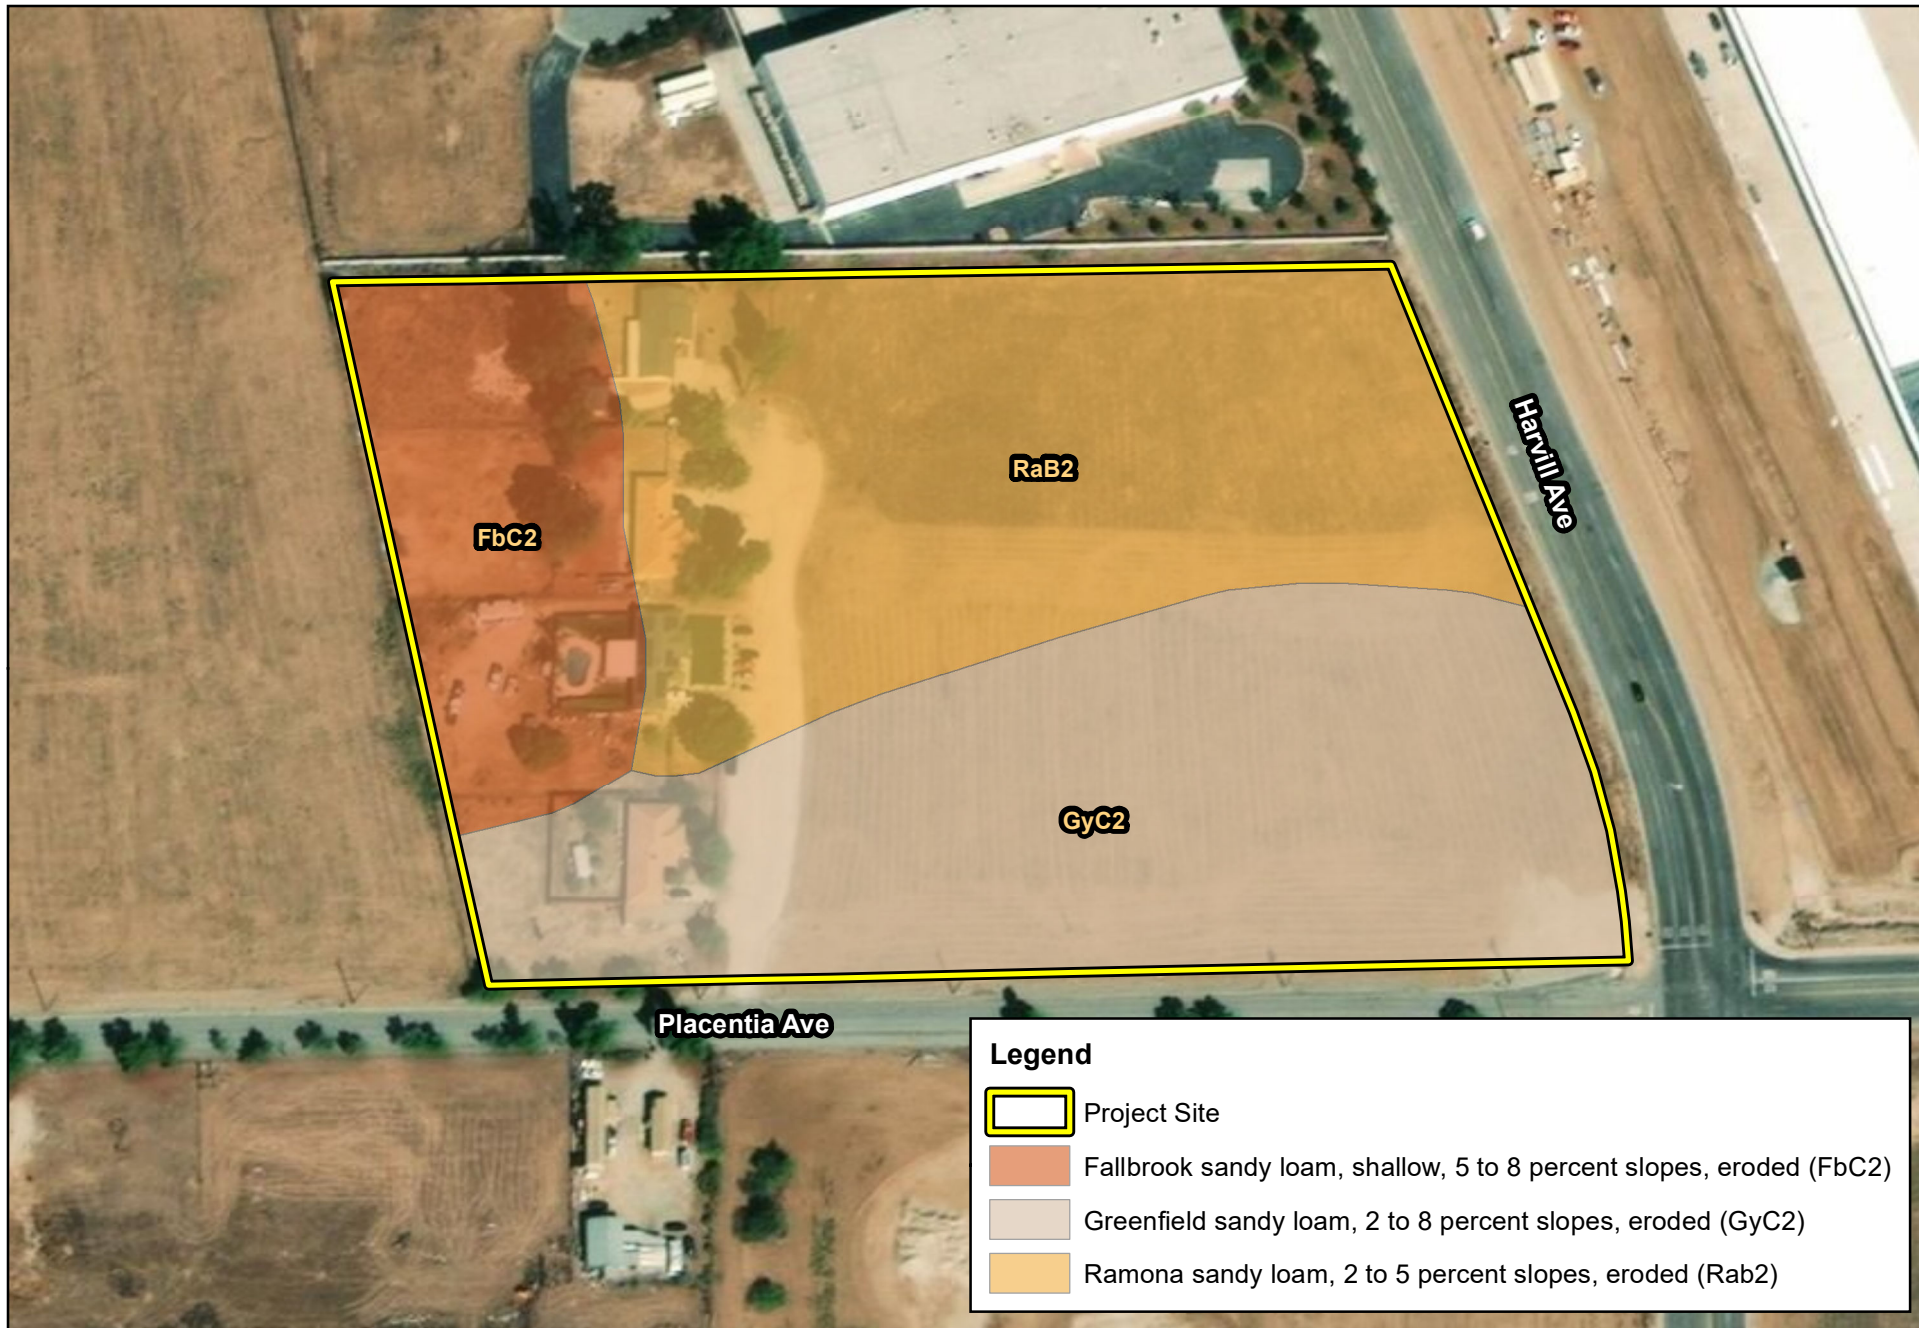 RaB2
Harvill Ave
FbC2
GyC2
Placentia Ave
Legend
Project Site
Fallbrook sandy loam, shallow, 5 to 8 percent slopes, eroded (FbC2)
Greenfield sandy loam, 2 to 8 percent slopes, eroded (GyC2)
Ramona sandy loam, 2 to 5 percent slopes, eroded (Rab2)